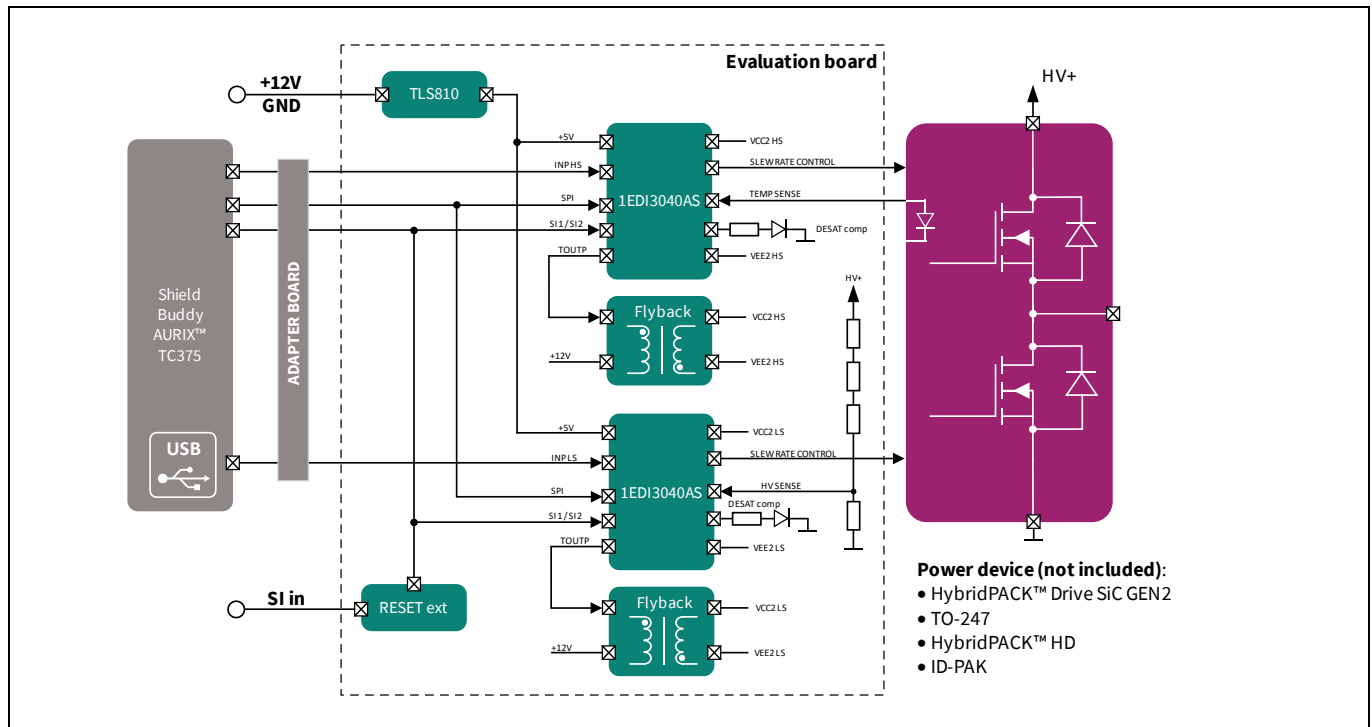 Evaluation board
+12V
GND
TLS810
HV+
+5V
INP HS
SPI
SI1/SI2
TOUTP
1EDI3040AS
VCC2 HS
SLEWRATE CONTROL
TEMP SENSE
DESAT comp
VEE2 HS
Shield
Buddy
AURIX™
TC375
USB
ADAPTER BOARD
Flyback
+12V
VCC2 HS
VEE2 HS
HV+
+5V
INP LS
SPI
SI1/SI2
TOUTP
1EDI3040AS
VCC2 LS
SLEWRATE CONTROL
HV SENSE
DESAT comp
VEE2 LS
SI in
RESET ext
Flyback
+12V
VCC2 LS
VEE2 LS
Power device (not included):
• HybridPACK™ Drive SiC GEN2
• TO-247
• HybridPACK™ HD
• ID-PAK